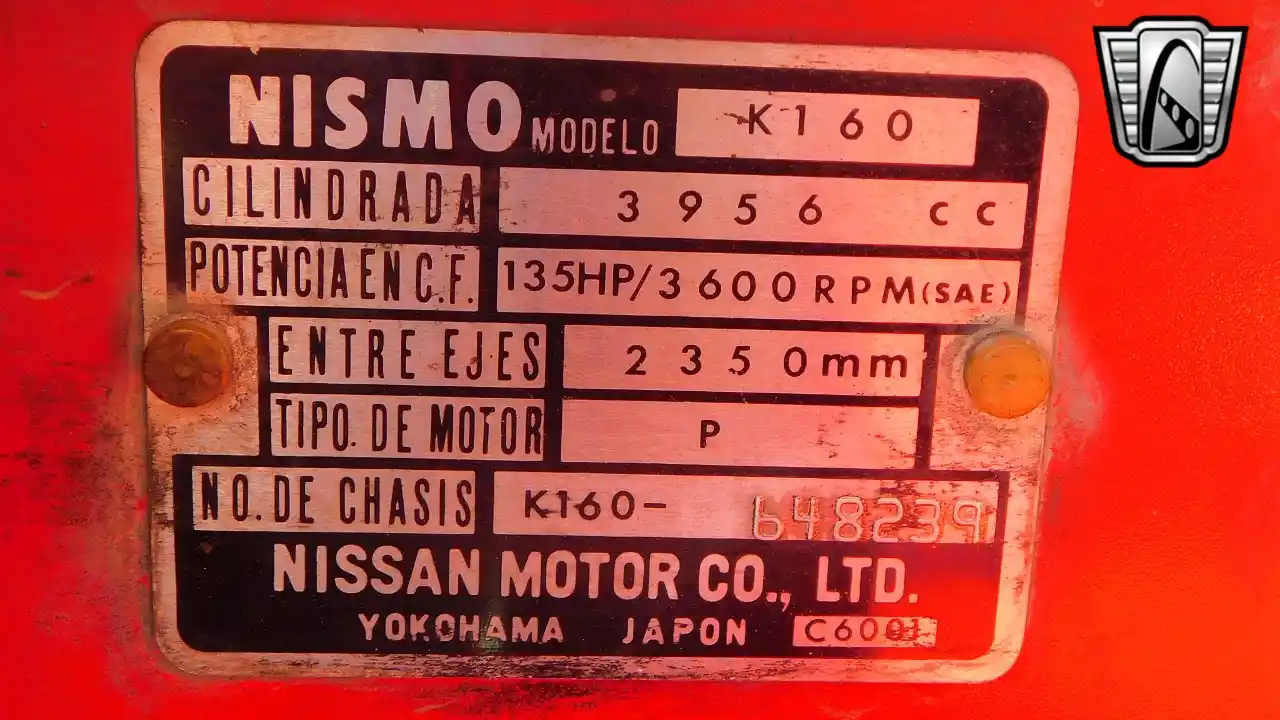 NISMO MODELO K160
CILINDRADA 3956 CC
POTENCIA EN C.F. 135HP/3600RPM(SAE)
ENTRE EJES 2350mm
TIPO. DE MOTOR P
NO. DE CHASIS K160- 648239
NISSAN MOTOR CO., LTD.
YOKOHAMA JAPON C6001